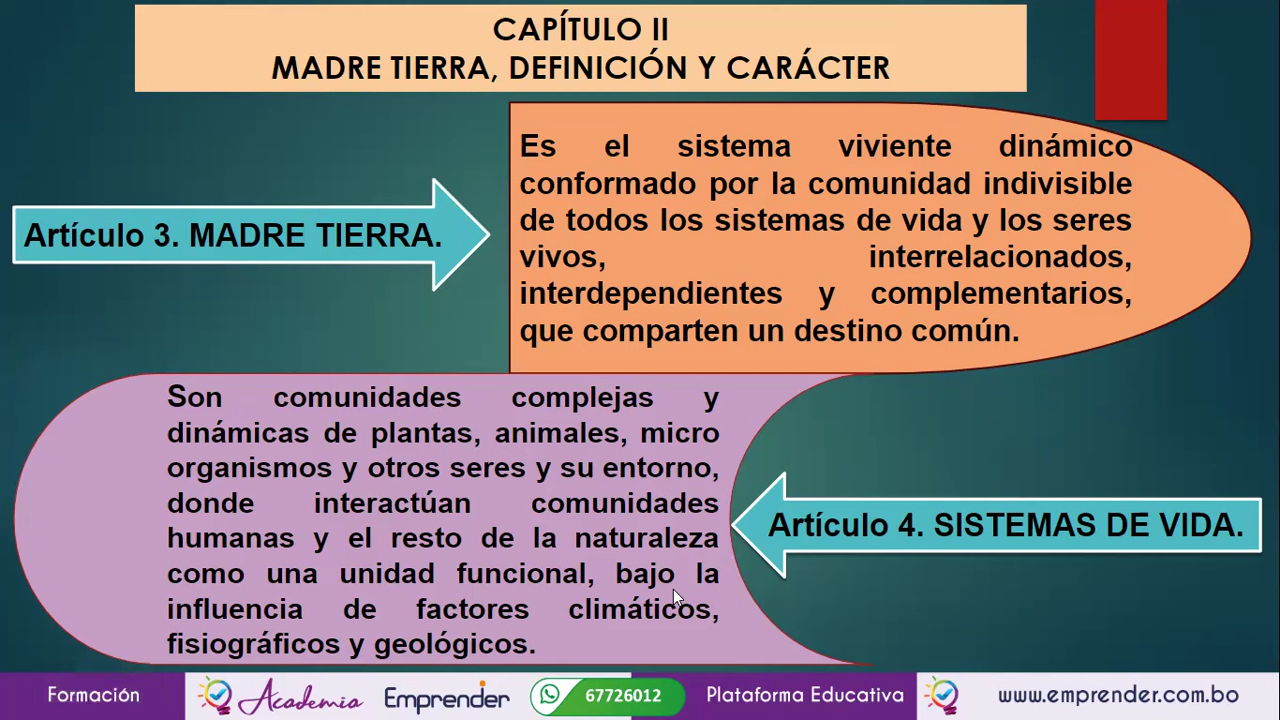 CAPÍTULO II
MADRE TIERRA, DEFINICIÓN Y CARÁCTER
Artículo 3. MADRE TIERRA.
Es el sistema viviente dinámico
conformado por la comunidad indivisible
de todos los sistemas de vida y los seres
vivos, interrelacionados,
interdependientes y complementarios,
que comparten un destino común.
Son comunidades complejas y
dinámicas de plantas, animales, micro
organismos y otros seres y su entorno,
donde interactúan comunidades
humanas y el resto de la naturaleza
como una unidad funcional, bajo la
influencia de factores climáticos,
fisiográficos y geológicos.
Artículo 4. SISTEMAS DE VIDA.
Formación
Academia
Emprender
67726012
Plataforma Educativa
www.emprender.com.bo